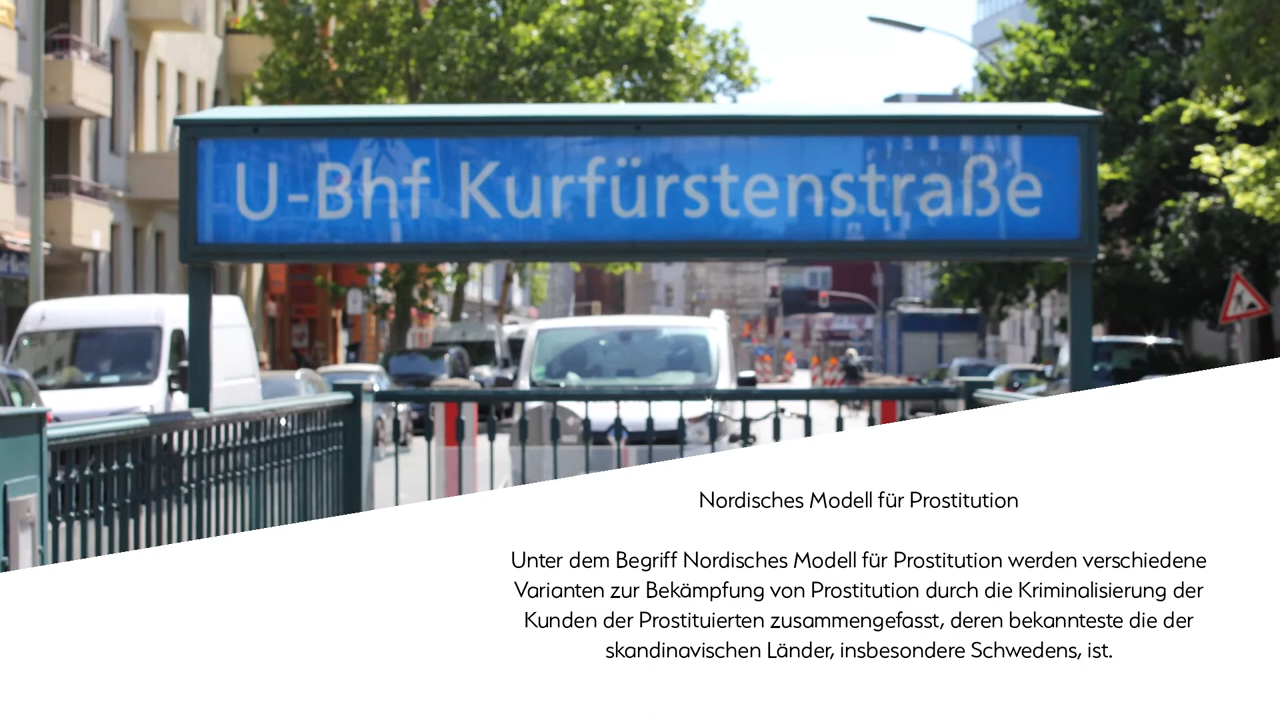 U-Bhf Kurfürstenstraße
Nordisches Modell für Prostitution
Unter dem Begriff Nordisches Modell für Prostitution werden verschiedene
Varianten zur Bekämpfung von Prostitution durch die Kriminalisierung der
Kunden der Prostituierten zusammengefasst, deren bekannteste die der
skandinavischen Länder, insbesondere Schwedens, ist.